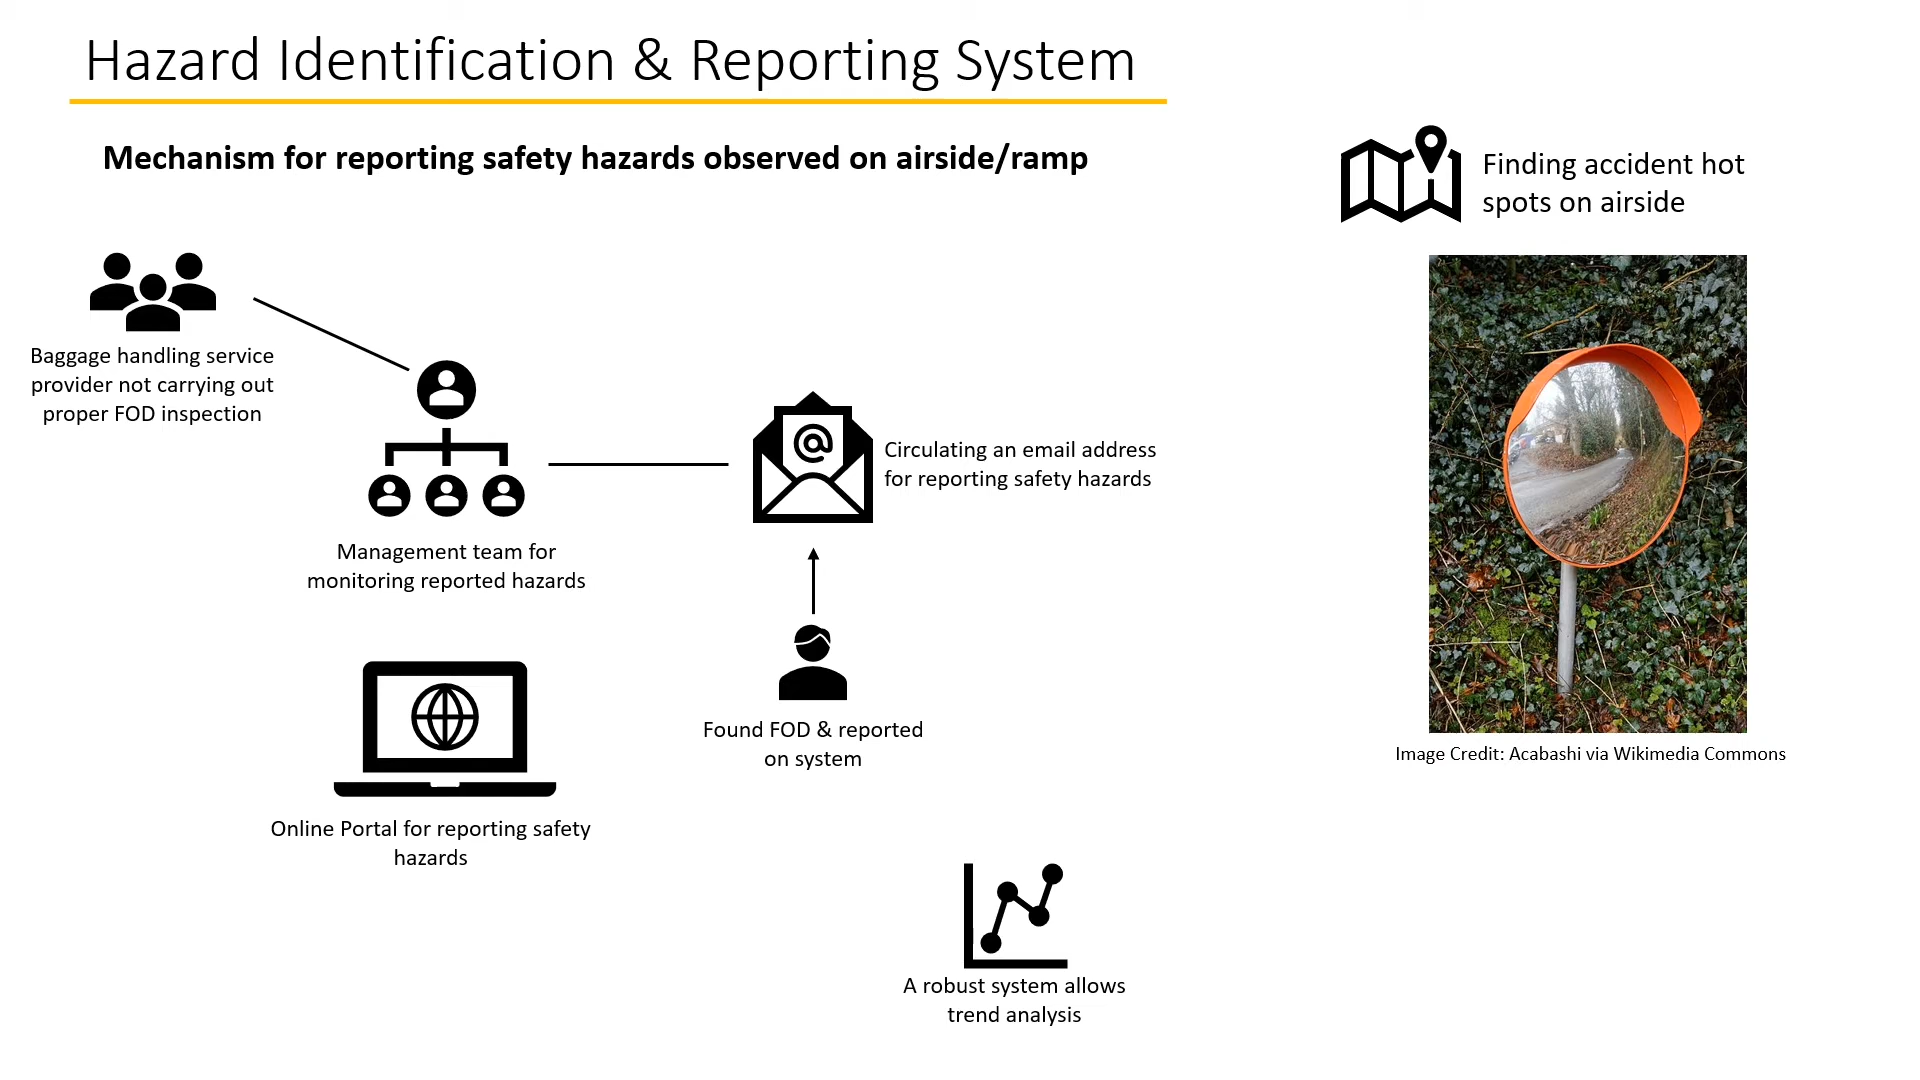 Hazard Identification & Reporting System
Mechanism for reporting safety hazards observed on airside/ramp
Finding accident hot
spots on airside
Baggage handling service
provider not carrying out
proper FOD inspection
@
Circulating an email address
for reporting safety hazards
Management team for
monitoring reported hazards
Found FOD & reported
on system
Image Credit: Acabashi via Wikimedia Commons
Online Portal for reporting safety
hazards
A robust system allows
trend analysis